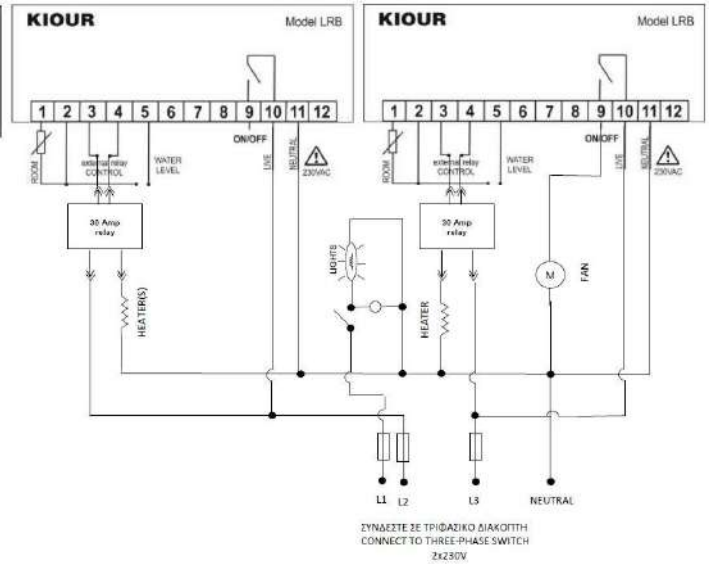 KIOUR Model LRB
1 2 3 4 5 6 7 8 9 10 11 12
ROOM
external relay
CONTROL
WATER
LEVEL
ON/OFF
LIVE
NEUTRAL
230VAC
30 Amp
relay
HEATER(S)
KIOUR Model LRB
1 2 3 4 5 6 7 8 9 10 11 12
ROOM
external relay
CONTROL
WATER
LEVEL
ON/OFF
LIVE
NEUTRAL
230VAC
30 Amp
relay
LIGHTS
HEATER
M
FAN
L1 L2 L3 NEUTRAL
ΣΥΝΔΕΣΤΕ ΣΕ ΤΡΙΦΑΣΙΚΟ ΔΙΑΚΟΠΤΗ
CONNECT TO THREE-PHASE SWITCH
2x230V